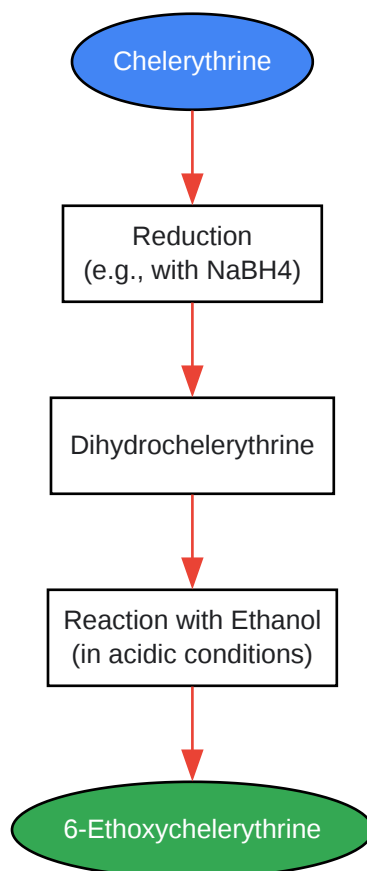 Chelerythrine
Reduction
(e.g., with NaBH4)
Dihydrochelerythrine
Reaction with Ethanol
(in acidic conditions)
6-Ethoxychelerythrine